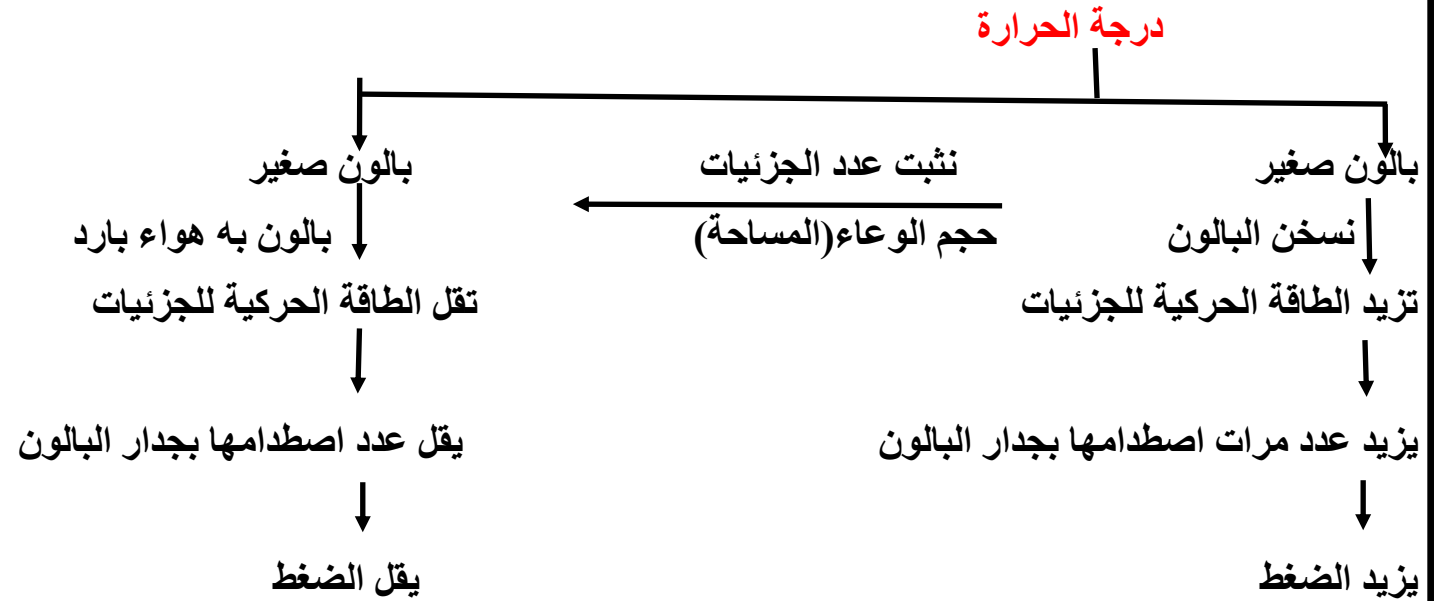 درجة الحرارة
بالون صغير نثبت عدد الجزئيات بالون صغير
نسخن البالون حجم الوعاء(المساحة) بالون به هواء بارد
تزيد الطاقة الحركية للجزئيات تقل الطاقة الحركية للجزئيات
يزيد عدد مرات اصطدامها بجدار البالون يقل عدد اصطدامها بجدار البالون
يزيد الضغط يقل الضغط